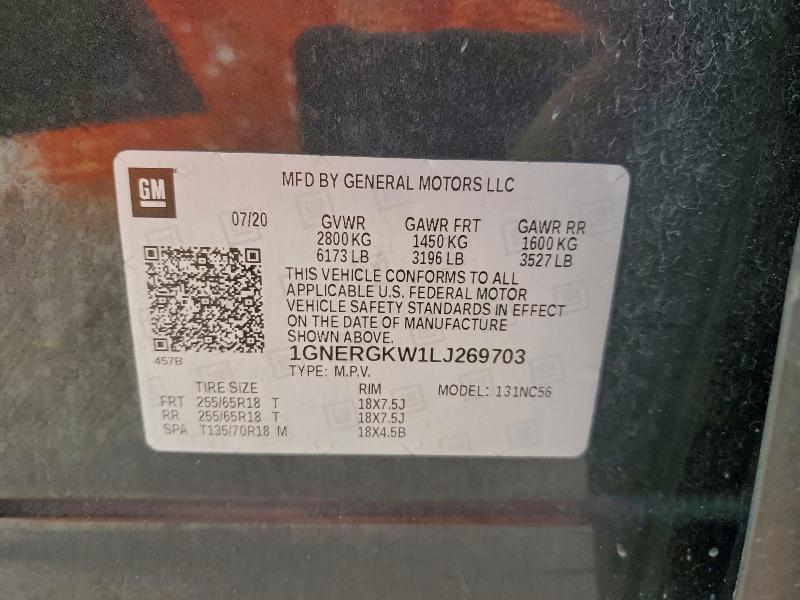 GM
MFD BY GENERAL MOTORS LLC
07/20 GVWR GAWR FRT GAWR RR
2800 KG 1450 KG 1600 KG
6173 LB 3196 LB 3527 LB
THIS VEHICLE CONFORMS TO ALL
APPLICABLE U.S. FEDERAL MOTOR
VEHICLE SAFETY STANDARDS IN EFFECT
ON THE DATE OF MANUFACTURE
SHOWN ABOVE.
457B
1GNERGKW1LJ269703
TYPE: M.P.V.
TIRE SIZE RIM MODEL: 131NC56
FRT 255/65R18 T 18X7.5J
RR 255/65R18 T 18X7.5J
SPA T135/70R18 M 18X4.5B